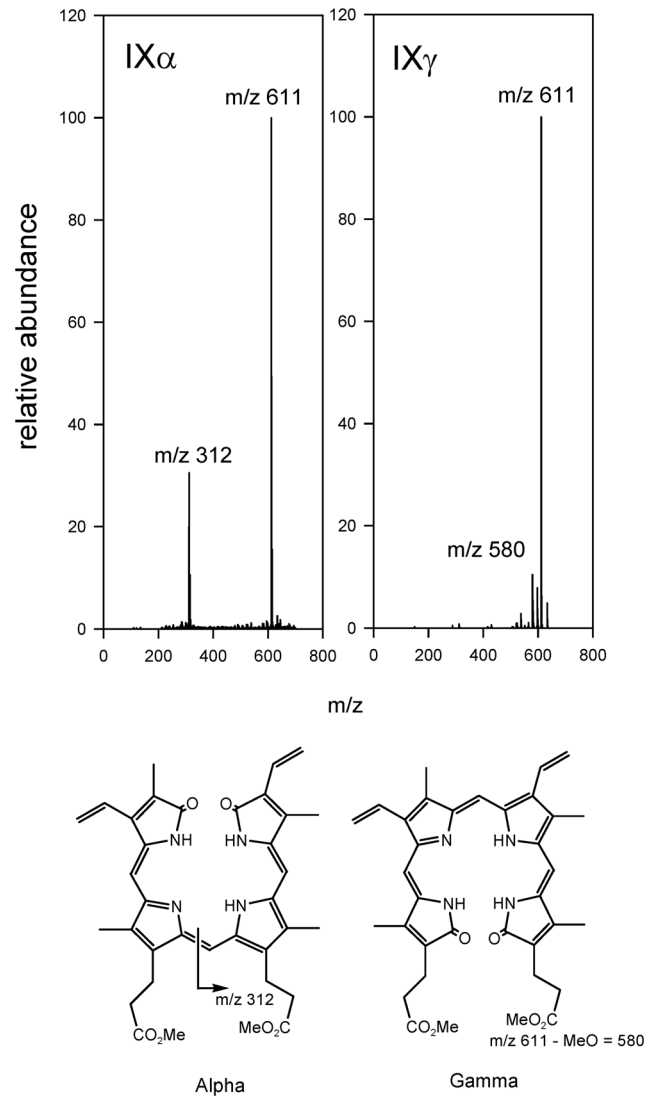 120
100
80
60
40
20
0
IXα
m/z 611
m/z 312
0 200 400 600 800
120
100
80
60
40
20
0
IXγ
m/z 611
m/z 580
0 200 400 600 800
relative abundance
m/z
O
O
NH
HN
N
HN
m/z 312
CO₂Me
MeO₂C
Alpha
N
HN
NH
HN
O
O
CO₂Me
MeO₂C
m/z 611 - MeO = 580
Gamma